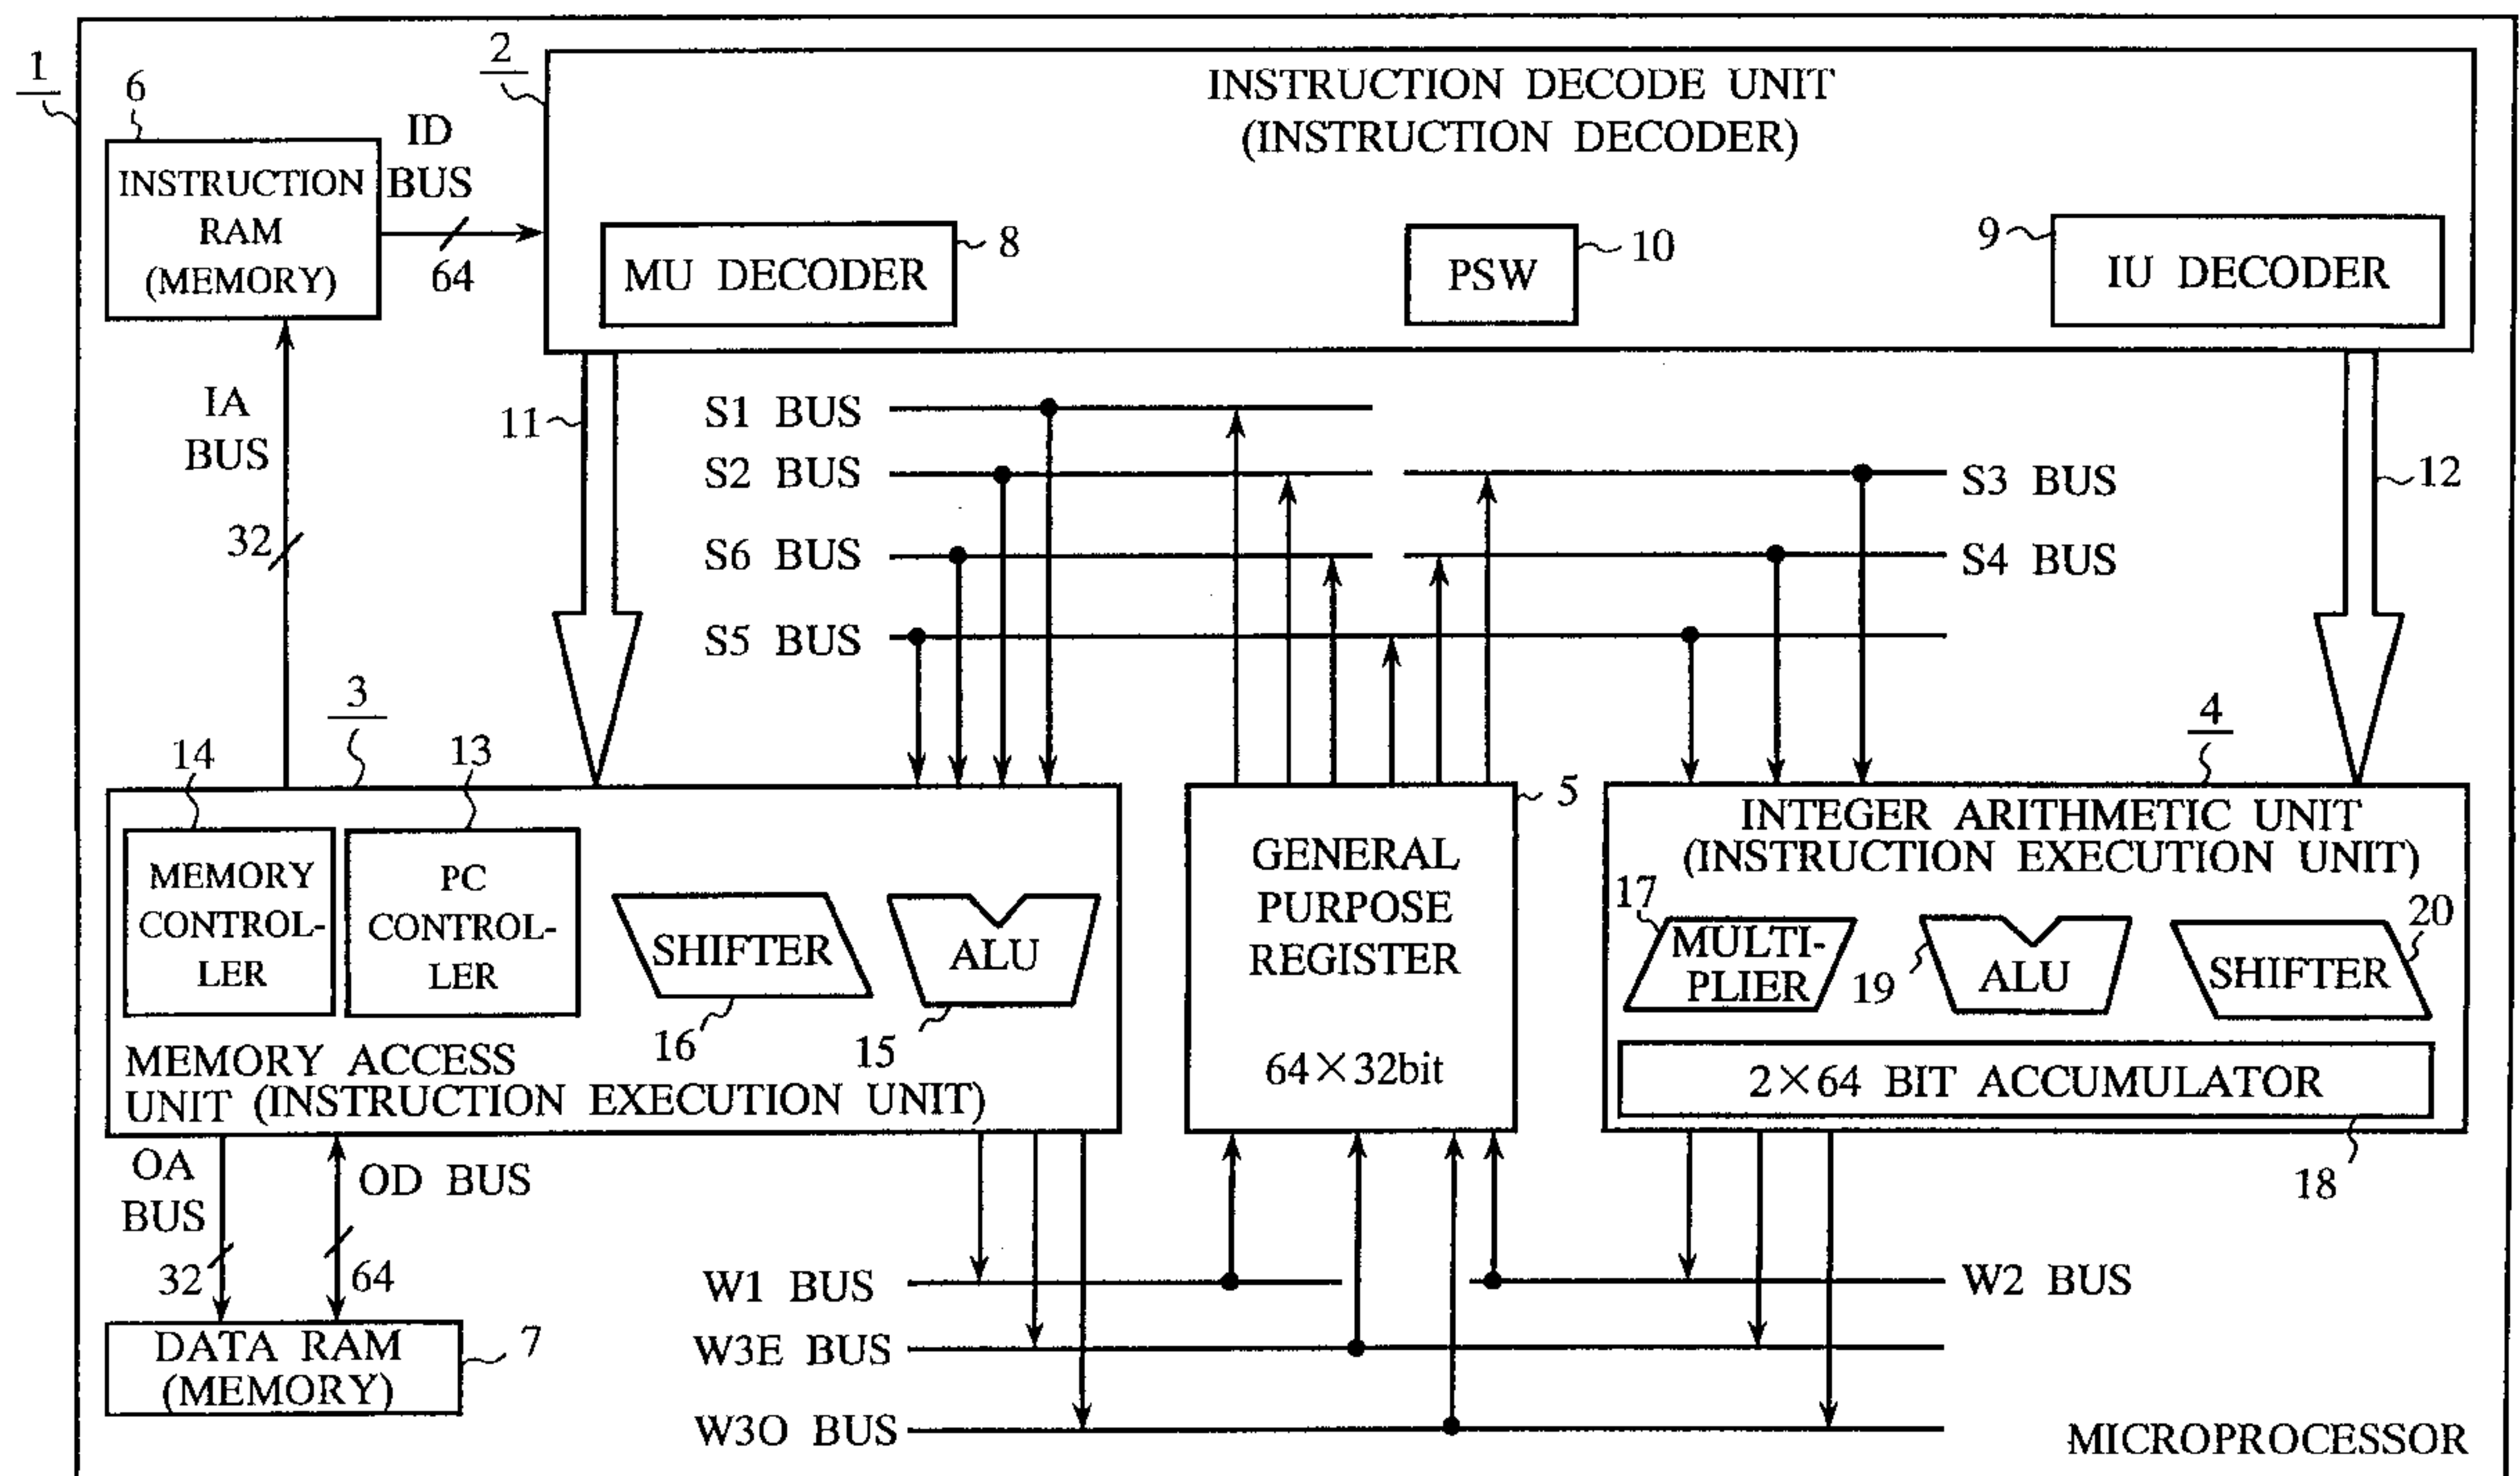 1
2
INSTRUCTION DECODE UNIT
(INSTRUCTION DECODER)
6
ID
BUS
64
INSTRUCTION
RAM
(MEMORY)
MU DECODER
8
PSW
10
9
IU DECODER
IA
BUS
32
11
12
S1 BUS
S2 BUS
S6 BUS
S5 BUS
S3 BUS
S4 BUS
3
14
13
MEMORY
CONTROL-
LER
PC
CONTROL-
LER
SHIFTER
16
ALU
15
MEMORY ACCESS
UNIT (INSTRUCTION EXECUTION UNIT)
5
GENERAL
PURPOSE
REGISTER
64×32bit
4
INTEGER ARITHMETIC UNIT
(INSTRUCTION EXECUTION UNIT)
17
MULTI-
PLIER
19
ALU
20
SHIFTER
2×64 BIT ACCUMULATOR
18
OA
BUS
32
OD BUS
64
DATA RAM
(MEMORY)
7
W1 BUS
W3E BUS
W3O BUS
W2 BUS
MICROPROCESSOR